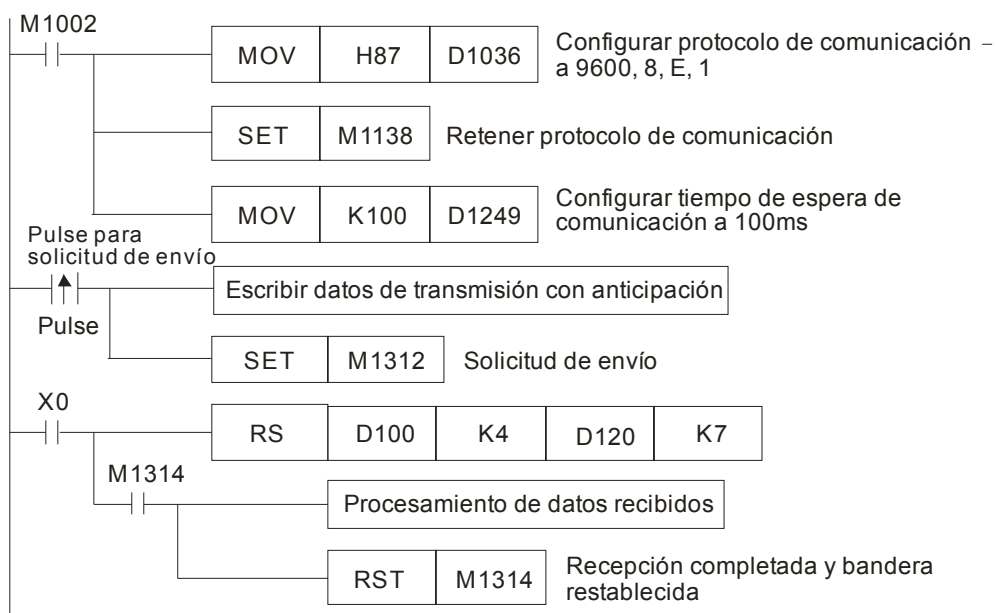 M1002
MOV H87 D1036 Configurar protocolo de comunicación –
a 9600, 8, E, 1
SET M1138 Retener protocolo de comunicación
MOV K100 D1249 Configurar tiempo de espera de
comunicación a 100ms
Pulse para
solicitud de envío
Escribir datos de transmisión con anticipación
Pulse
SET M1312 Solicitud de envío
X0
RS D100 K4 D120 K7
M1314
Procesamiento de datos recibidos
RST M1314 Recepción completada y bandera
restablecida